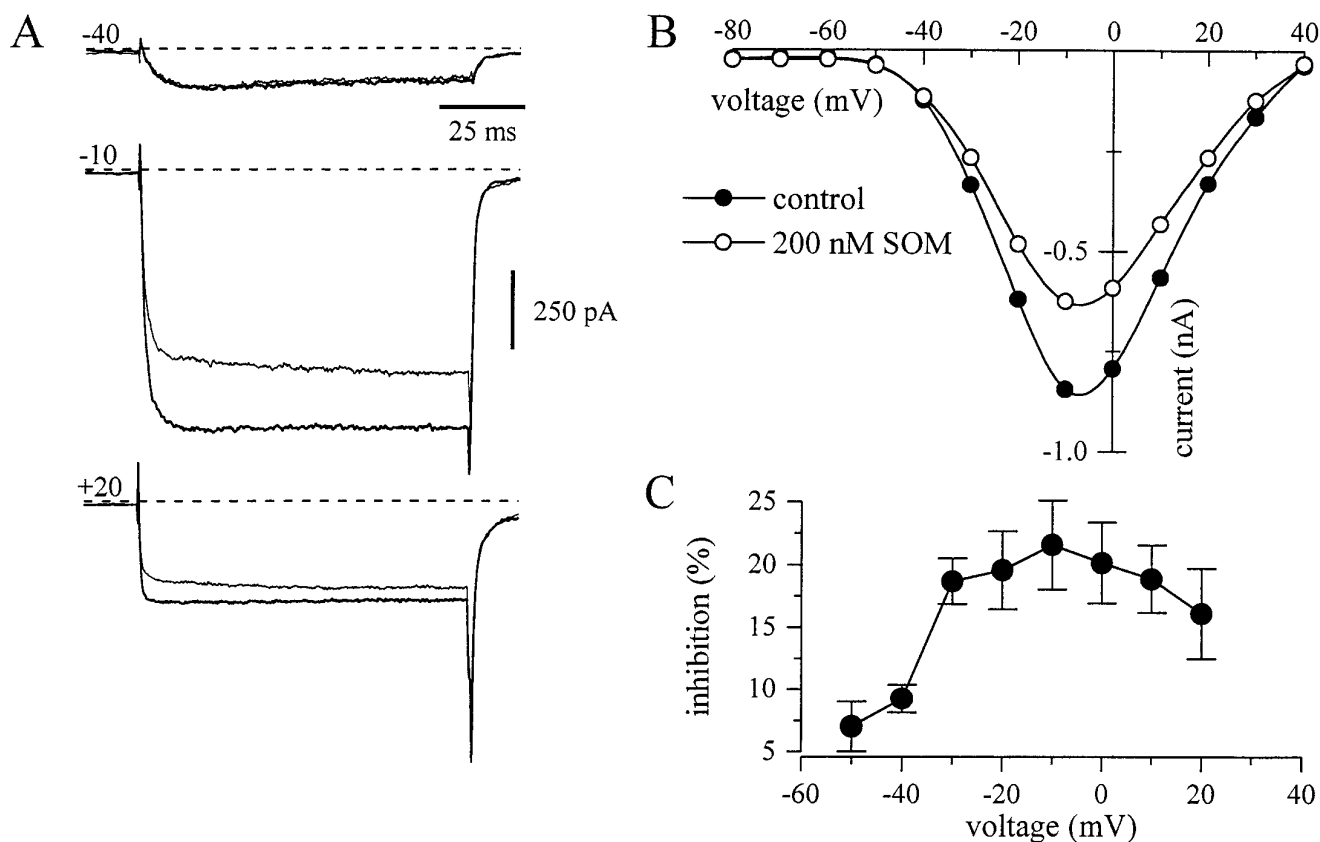 A
-40
25 ms
-10
250 pA
+20
B
-80 -60 -40 -20 0 20 40
voltage (mV)
control
200 nM SOM
-0.5
-1.0
current (nA)
C
25
20
15
10
5
inhibition (%)
-60 -40 -20 0 20 40
voltage (mV)